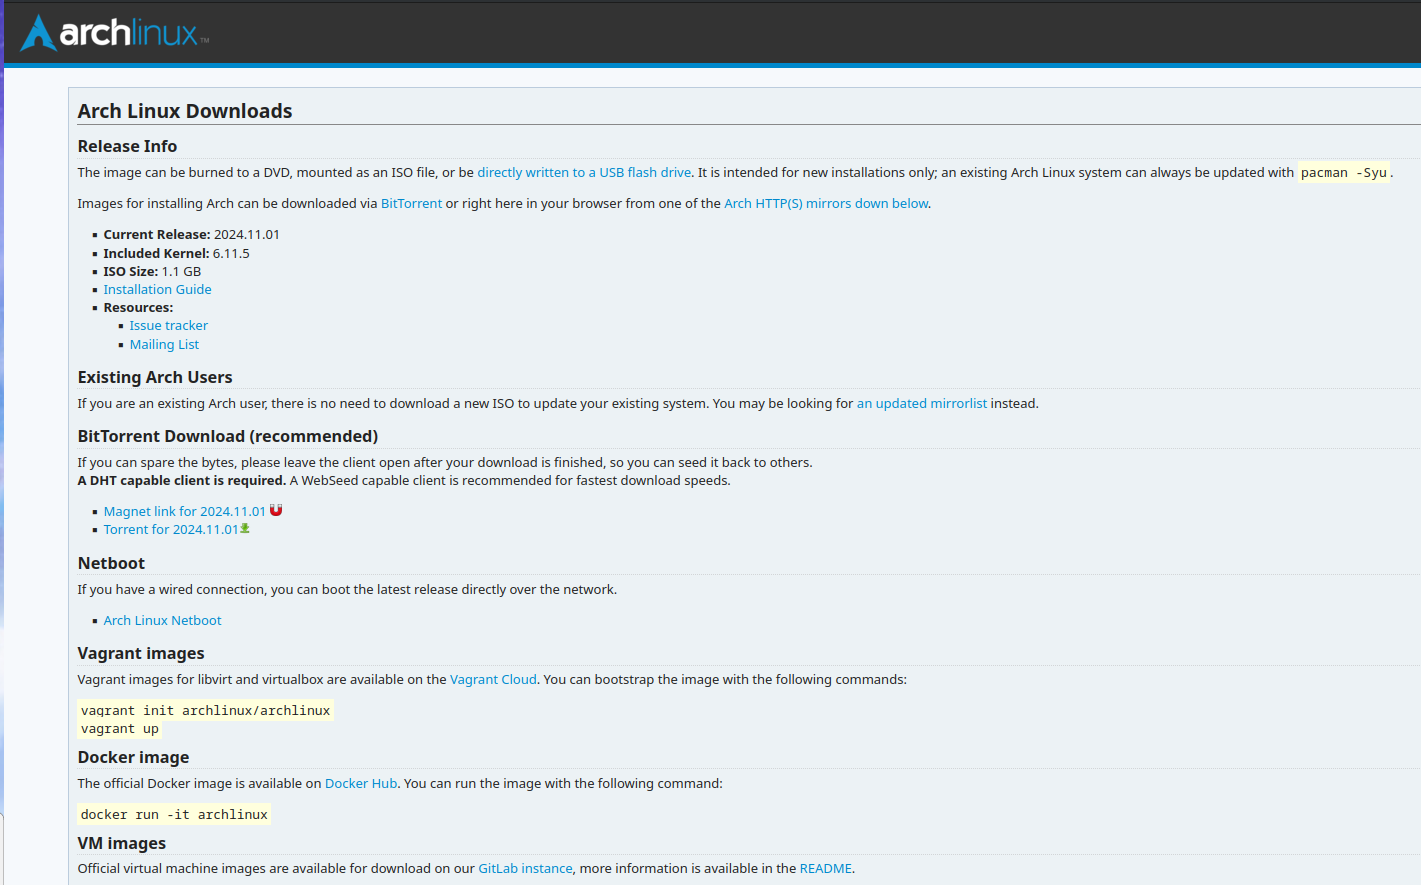 archlinux™
Arch Linux Downloads
Release Info
The image can be burned to a DVD, mounted as an ISO file, or be directly written to a USB flash drive. It is intended for new installations only; an existing Arch Linux system can always be updated with pacman -Syu.
Images for installing Arch can be downloaded via BitTorrent or right here in your browser from one of the Arch HTTP(S) mirrors down below.
Current Release: 2024.11.01
Included Kernel: 6.11.5
ISO Size: 1.1 GB
Installation Guide
Resources:
Issue tracker
Mailing List
Existing Arch Users
If you are an existing Arch user, there is no need to download a new ISO to update your existing system. You may be looking for an updated mirrorlist instead.
BitTorrent Download (recommended)
If you can spare the bytes, please leave the client open after your download is finished, so you can seed it back to others.
A DHT capable client is required. A WebSeed capable client is recommended for fastest download speeds.
Magnet link for 2024.11.01
Torrent for 2024.11.01
Netboot
If you have a wired connection, you can boot the latest release directly over the network.
Arch Linux Netboot
Vagrant images
Vagrant images for libvirt and virtualbox are available on the Vagrant Cloud. You can bootstrap the image with the following commands:
vagrant init archlinux/archlinux
vagrant up
Docker image
The official Docker image is available on Docker Hub. You can run the image with the following command:
docker run -it archlinux
VM images
Official virtual machine images are available for download on our GitLab instance, more information is available in the README.